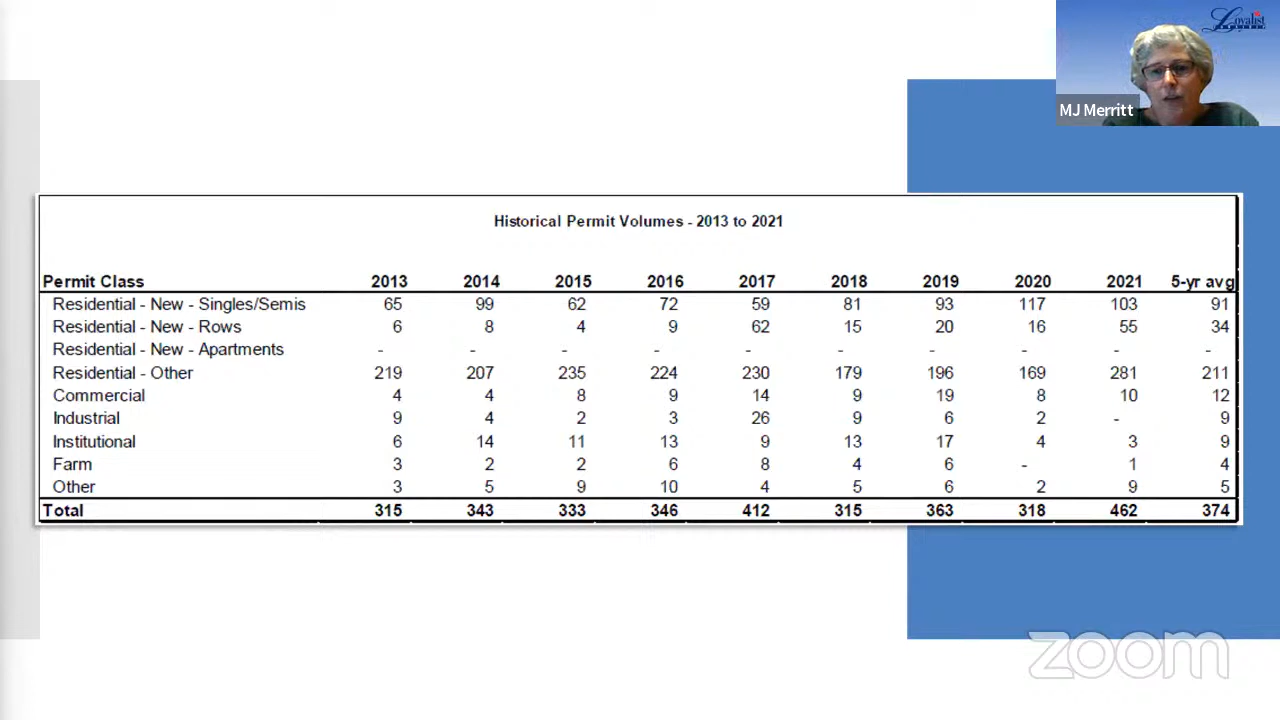 Loyalist
MJ Merritt
Historical Permit Volumes - 2013 to 2021
Permit Class 2013 2014 2015 2016 2017 2018 2019 2020 2021 5-yr avg
Residential - New - Singles/Semis 65 99 62 72 59 81 93 117 103 91
Residential - New - Rows 6 8 4 9 62 15 20 16 55 34
Residential - New - Apartments - - - - - - - - - -
Residential - Other 219 207 235 224 230 179 196 169 281 211
Commercial 4 4 8 9 14 9 19 8 10 12
Industrial 9 4 2 3 26 9 6 2 - 9
Institutional 6 14 11 13 9 13 17 4 3 9
Farm 3 2 2 6 8 4 6 - 1 4
Other 3 5 9 10 4 5 6 2 9 5
Total 315 343 333 346 412 315 363 318 462 374
zoom